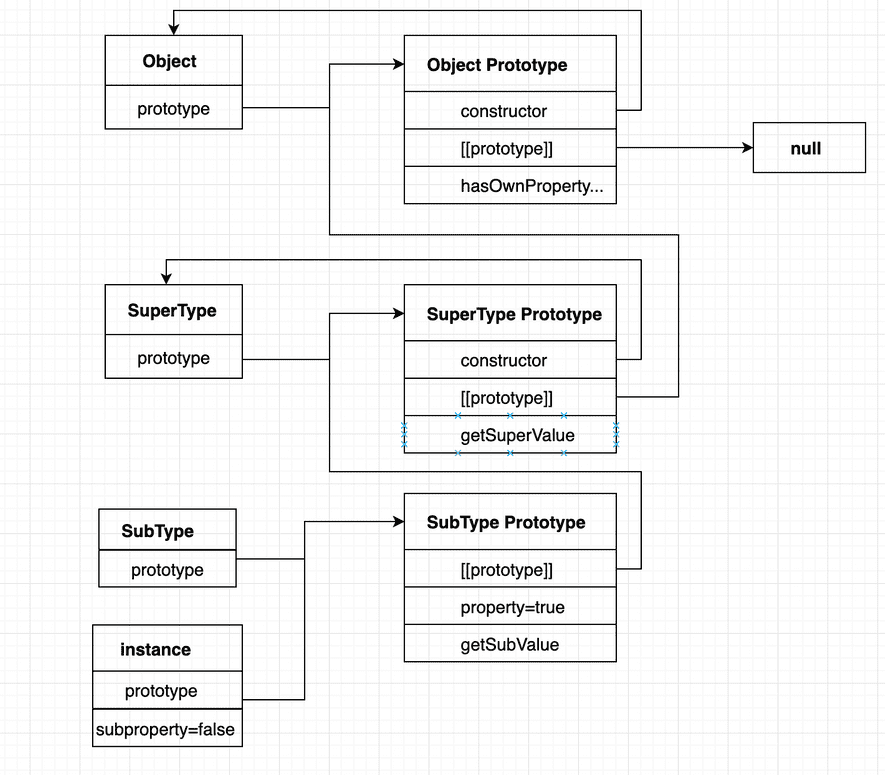 Object
prototype
Object Prototype
constructor
[[prototype]]
hasOwnProperty...
null
SuperType
prototype
SuperType Prototype
constructor
[[prototype]]
getSuperValue
SubType
prototype
SubType Prototype
[[prototype]]
property=true
getSubValue
instance
prototype
subproperty=false